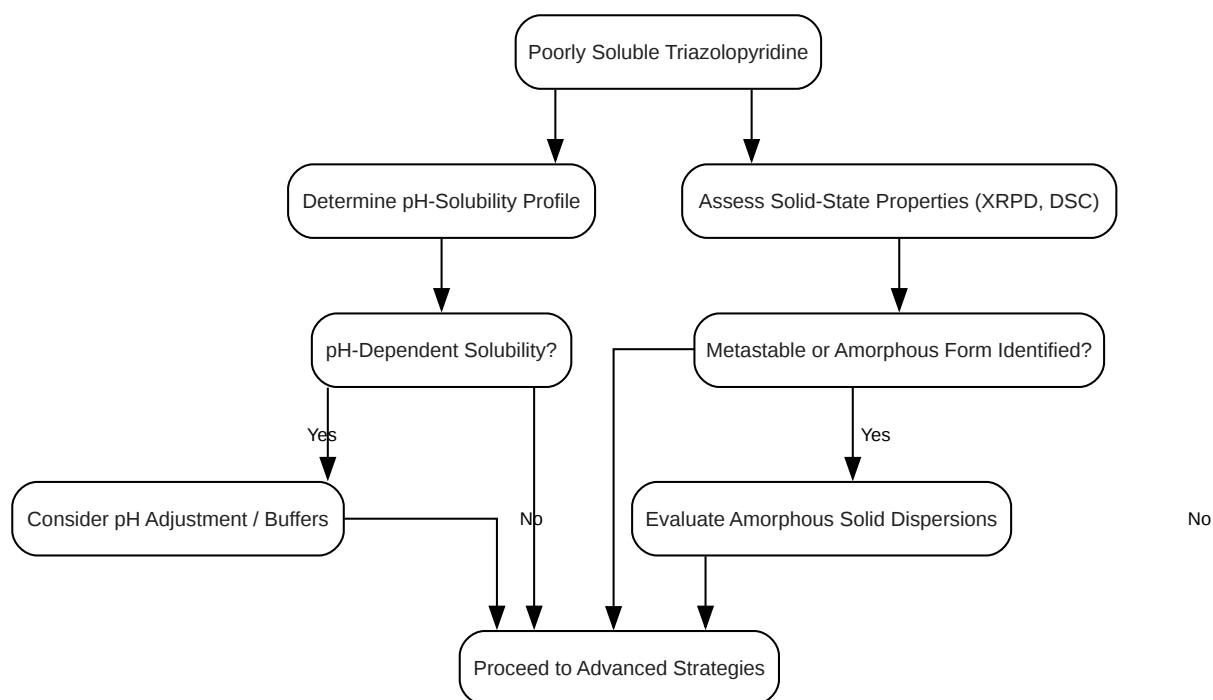 Poorly Soluble Triazolopyridine
Determine pH-Solubility Profile
Assess Solid-State Properties (XRPD, DSC)
pH-Dependent Solubility?
Metastable or Amorphous Form Identified?
Yes
Yes
Consider pH Adjustment / Buffers
No
Evaluate Amorphous Solid Dispersions
No
Proceed to Advanced Strategies